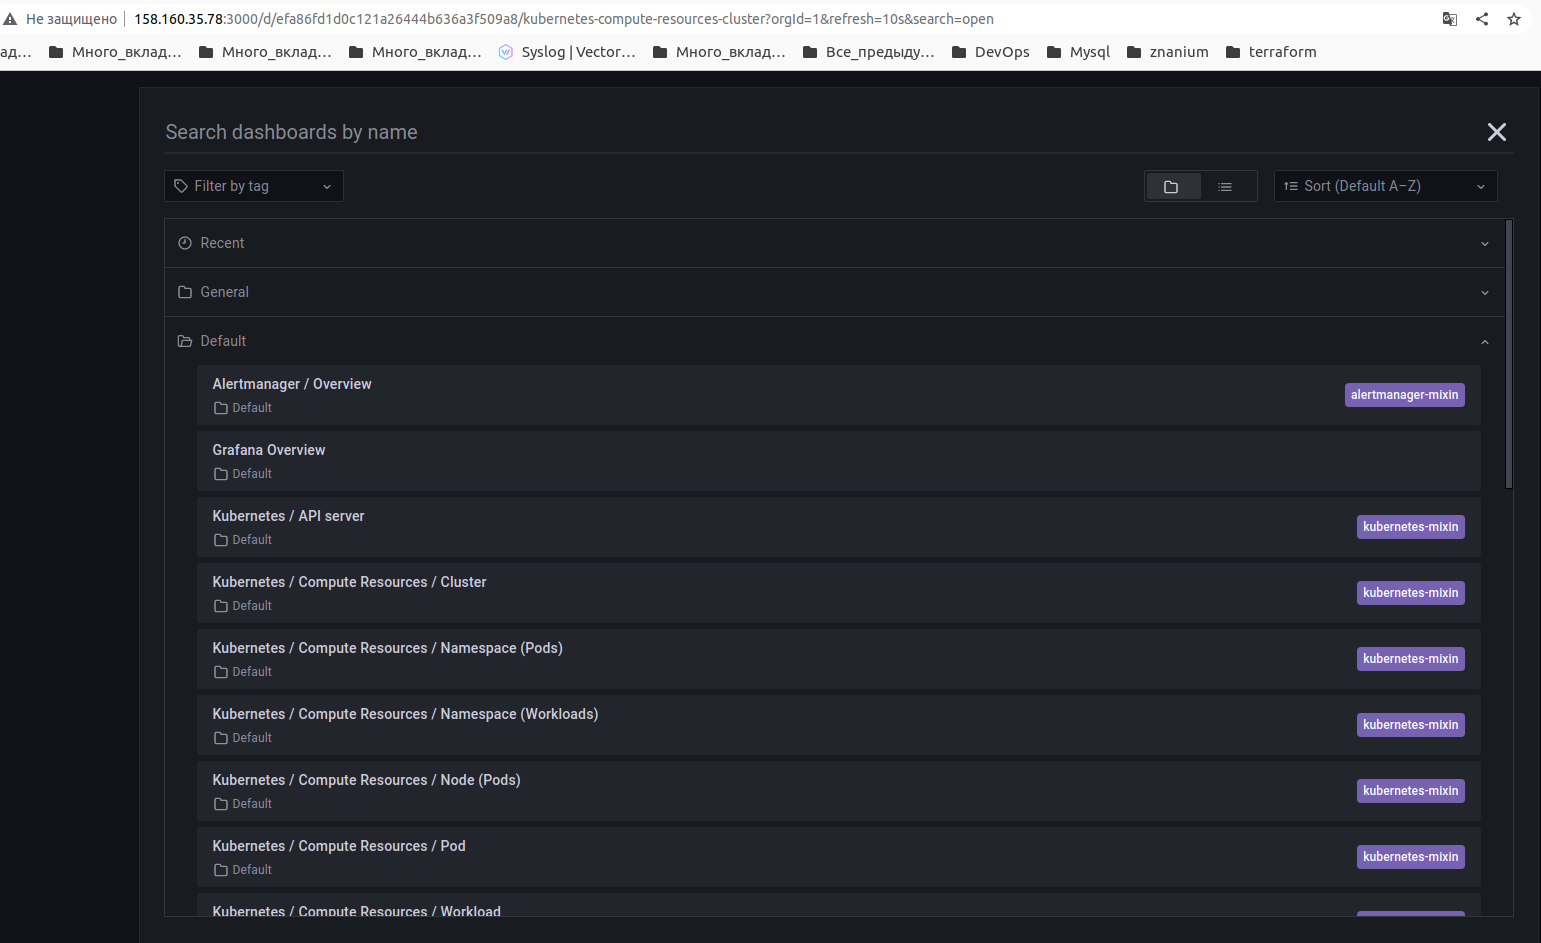 Не защищено 158.160.35.78:3000/d/efa86fd1d0c121a26444b636a3f509a8/kubernetes-compute-resources-cluster?orgId=1&refresh=10s&search=open
ад… Много_вклад… Много_вклад… Много_вклад… Syslog | Vector… Много_вклад… Все_предыду… DevOps Mysql znanium terraform
Search dashboards by name
Filter by tag Sort (Default A–Z)
Recent
General
Default
Alertmanager / Overview
Default
alertmanager-mixin
Grafana Overview
Default
Kubernetes / API server
Default
kubernetes-mixin
Kubernetes / Compute Resources / Cluster
Default
kubernetes-mixin
Kubernetes / Compute Resources / Namespace (Pods)
Default
kubernetes-mixin
Kubernetes / Compute Resources / Namespace (Workloads)
Default
kubernetes-mixin
Kubernetes / Compute Resources / Node (Pods)
Default
kubernetes-mixin
Kubernetes / Compute Resources / Pod
Default
kubernetes-mixin
Kubernetes / Compute Resources / Workload